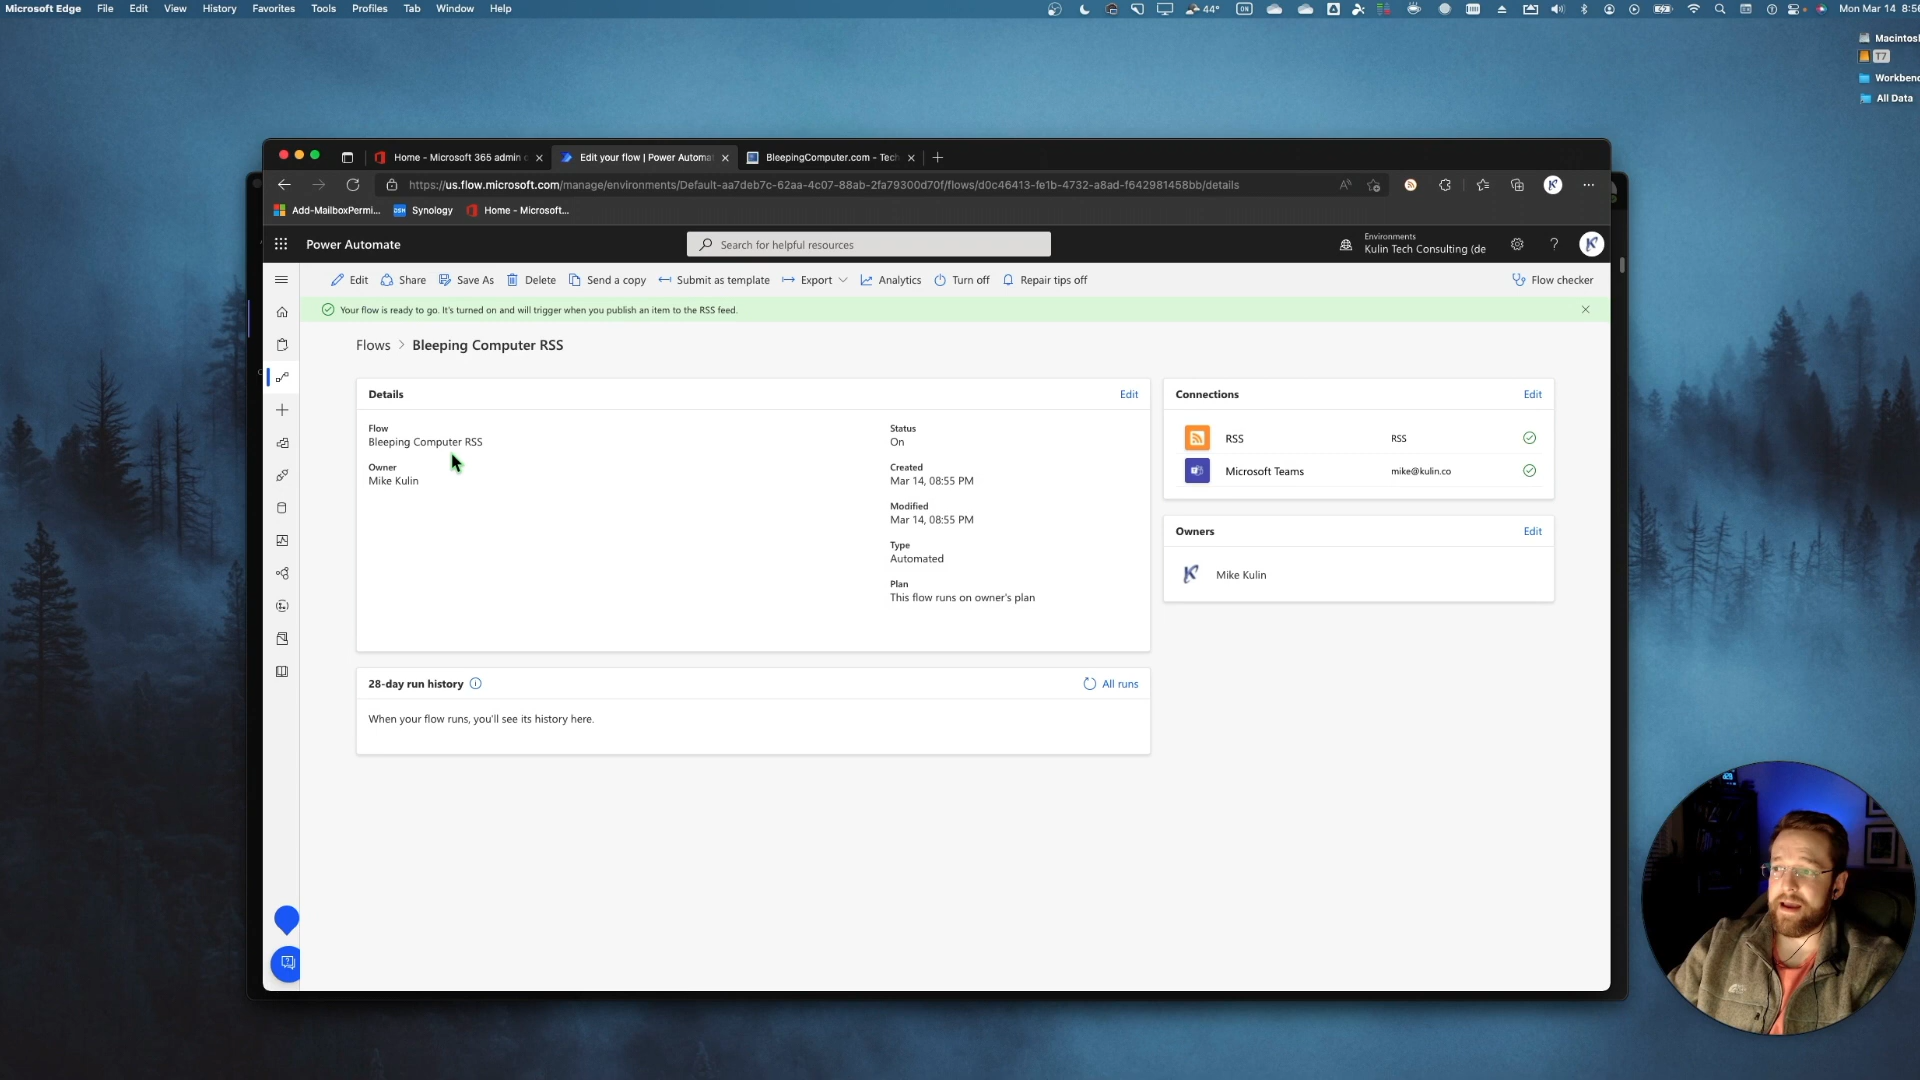 Microsoft Edge File Edit View History Favorites Tools Profiles Tab Window Help 44° Mon Mar 14 8:56
Macintosh
T7
Workbench
All Data
Home - Microsoft 365 admin c Edit your flow | Power Automat BleepingComputer.com - Tech
https://us.flow.microsoft.com/manage/environments/Default-aa7deb7c-62aa-4c07-88ab-2fa79300d70f/flows/d0c46413-fe1b-4732-a8ad-f642981458bb/details
Add-MailboxPermi... DSM Synology Home - Microsoft...
Power Automate
Search for helpful resources
Environments
Kulin Tech Consulting (de
Edit Share Save As Delete Send a copy Submit as template Export Analytics Turn off Repair tips off Flow checker
Your flow is ready to go. It's turned on and will trigger when you publish an item to the RSS feed.
Flows > Bleeping Computer RSS
Details Edit
Flow
Bleeping Computer RSS
Owner
Mike Kulin
Status
On
Created
Mar 14, 08:55 PM
Modified
Mar 14, 08:55 PM
Type
Automated
Plan
This flow runs on owner's plan
Connections Edit
RSS RSS
Microsoft Teams mike@kulin.co
Owners Edit
Mike Kulin
28-day run history All runs
When your flow runs, you'll see its history here.